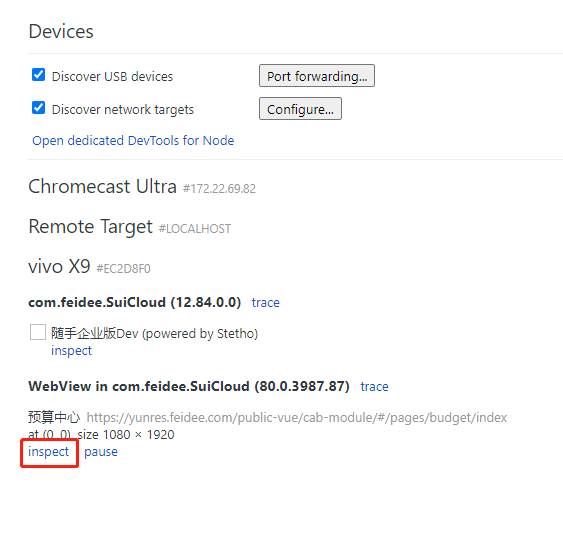 Devices
Discover USB devices Port forwarding...
Discover network targets Configure...
Open dedicated DevTools for Node
Chromecast Ultra #172.22.69.82
Remote Target #LOCALHOST
vivo X9 #EC2D8F0
com.feidee.SuiCloud (12.84.0.0) trace
随手企业版Dev (powered by Stetho)
inspect
WebView in com.feidee.SuiCloud (80.0.3987.87) trace
预算中心 https://yunres.feidee.com/public-vue/cab-module/#/pages/budget/index
at (0, 0) size 1080 × 1920
inspect pause